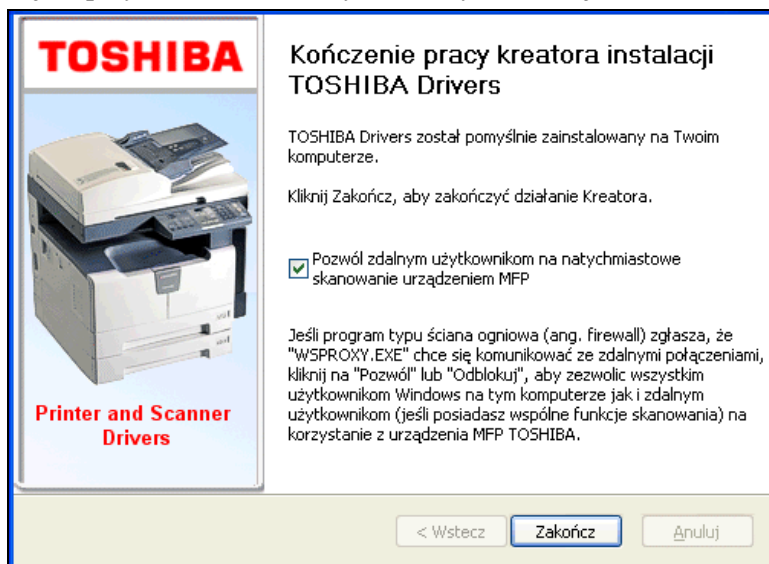 TOSHIBA
Printer and Scanner
Drivers
Kończenie pracy kreatora instalacji
TOSHIBA Drivers
TOSHIBA Drivers został pomyślnie zainstalowany na Twoim
komputerze.
Kliknij Zakończ, aby zakończyć działanie Kreatora.
Pozwól zdalnym użytkownikom na natychmiastowe
skanowanie urządzeniem MFP
Jeśli program typu ściana ogniowa (ang. firewall) zgłasza, że
"WSPROXY.EXE" chce się komunikować ze zdalnymi połączeniami,
kliknij na "Pozwól" lub "Odblokuj", aby zezwolic wszystkim
użytkownikom Windows na tym komputerze jak i zdalnym
użytkownikom (jeśli posiadasz wspólne funkcje skanowania) na
korzystanie z urządzenia MFP TOSHIBA.
< Wstecz
Zakończ
Anuluj